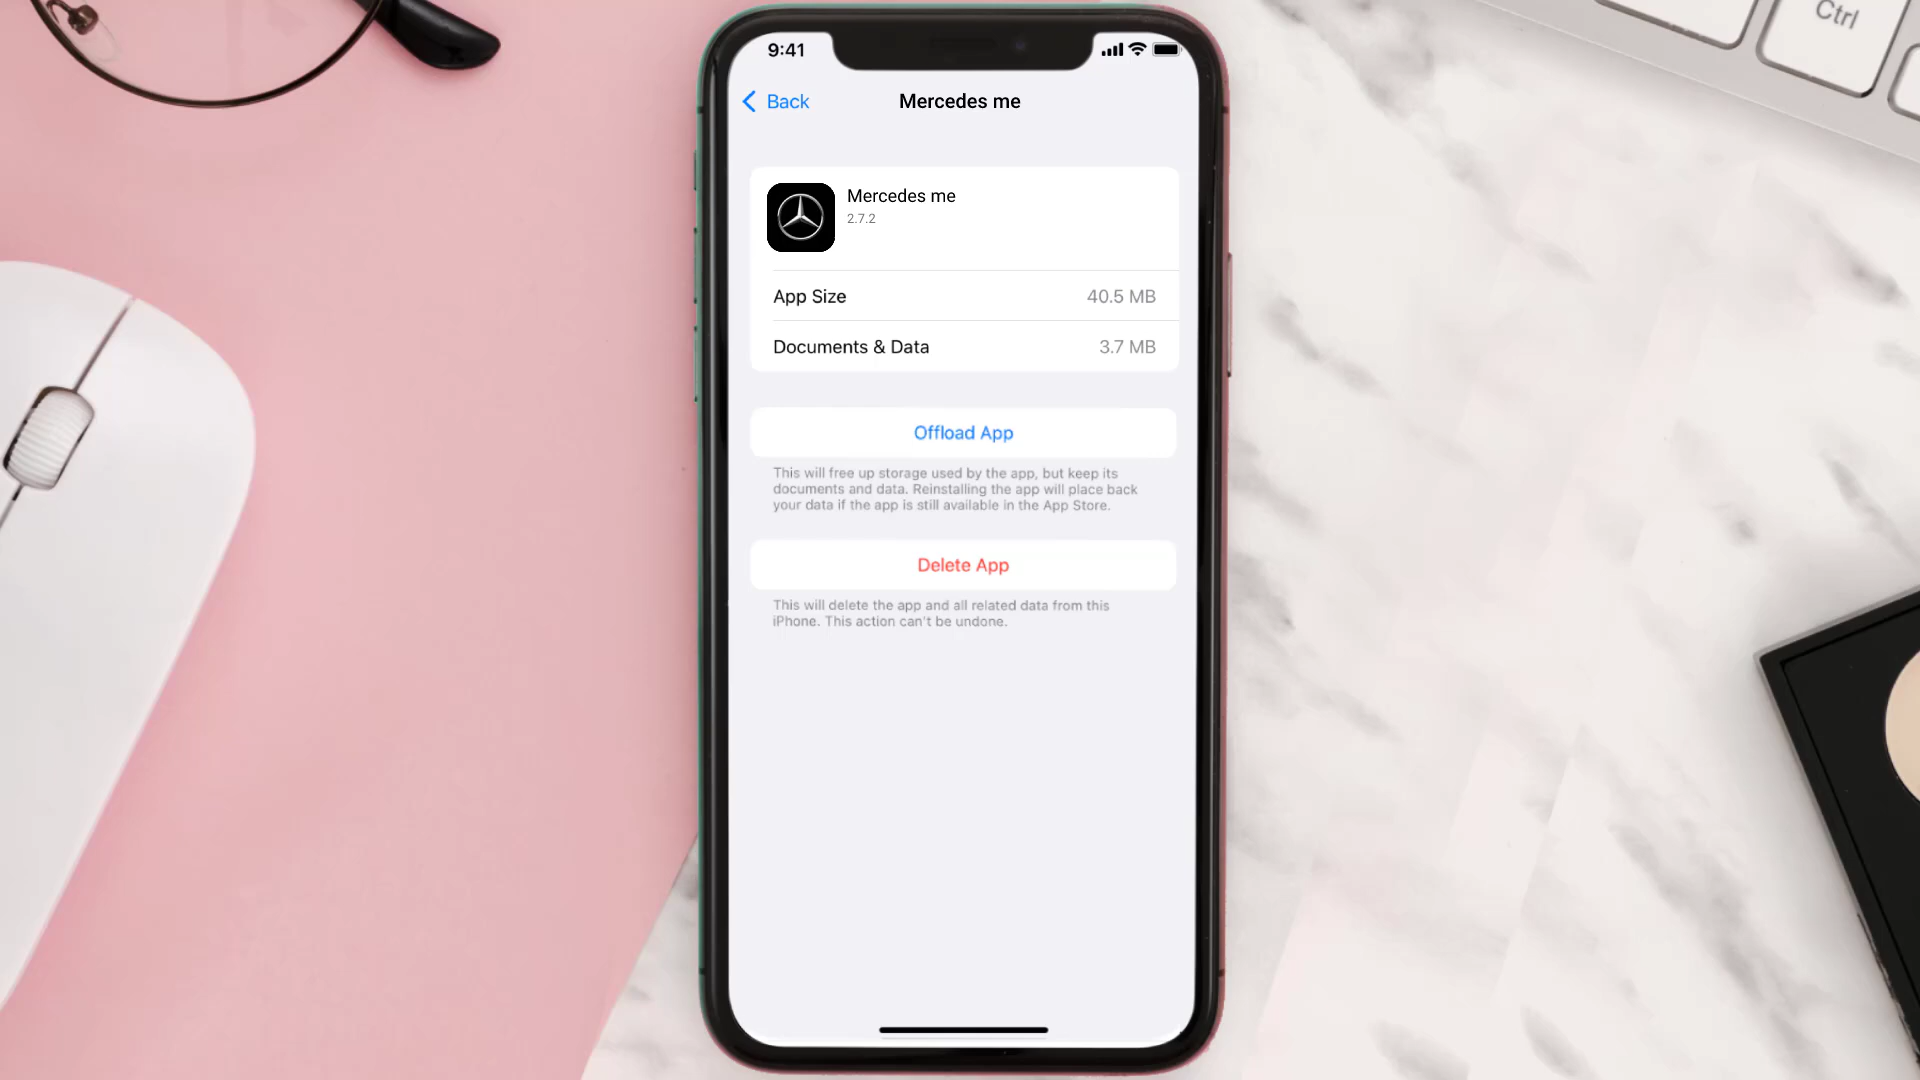 Ctrl
9:41
Back
Mercedes me
Mercedes me
2.7.2
App Size 40.5 MB
Documents & Data 3.7 MB
Offload App
This will free up storage used by the app, but keep its
documents and data. Reinstalling the app will place back
your data if the app is still available in the App Store.
Delete App
This will delete the app and all related data from this
iPhone. This action can't be undone.